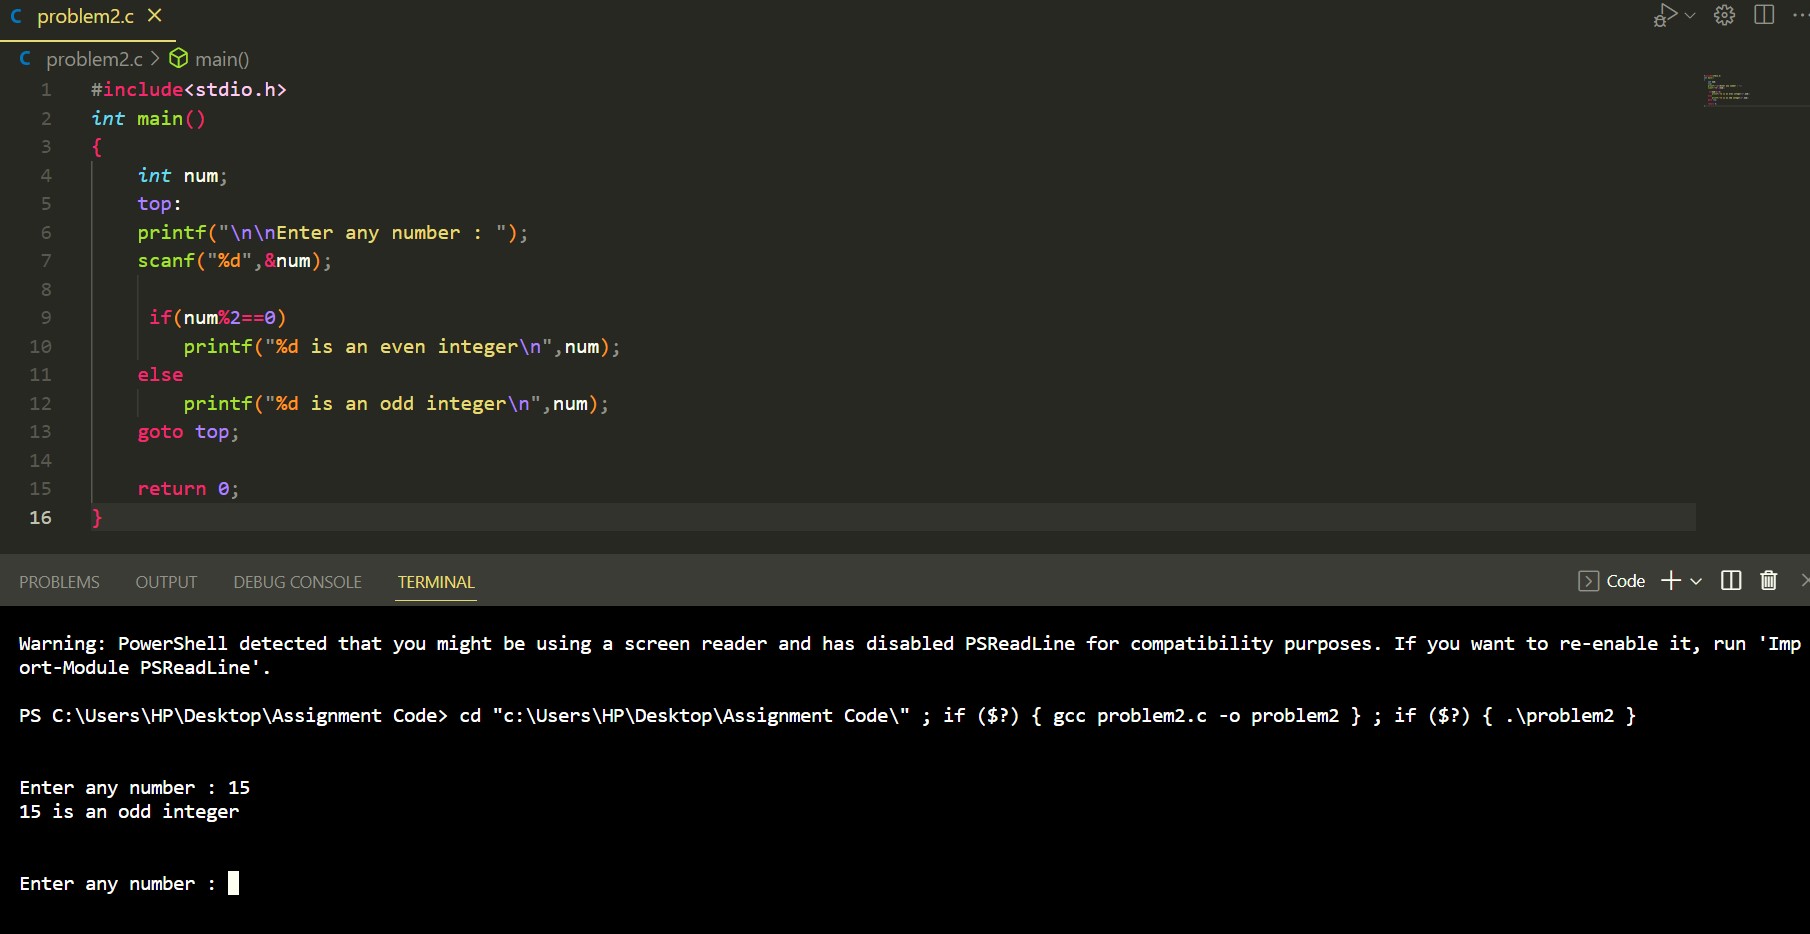 C problem2.c ×
C problem2.c > main()
1 #include<stdio.h>
2 int main()
3 {
4 int num;
5 top:
6 printf("\n\nEnter any number : ");
7 scanf("%d",&num);
8
9 if(num%2==0)
10 printf("%d is an even integer\n",num);
11 else
12 printf("%d is an odd integer\n",num);
13 goto top;
14
15 return 0;
16 }
PROBLEMS OUTPUT DEBUG CONSOLE TERMINAL Code
Warning: PowerShell detected that you might be using a screen reader and has disabled PSReadLine for compatibility purposes. If you want to re-enable it, run 'Imp
ort-Module PSReadLine'.
PS C:\Users\HP\Desktop\Assignment Code> cd "c:\Users\HP\Desktop\Assignment Code\" ; if ($?) { gcc problem2.c -o problem2 } ; if ($?) { .\problem2 }
Enter any number : 15
15 is an odd integer
Enter any number :